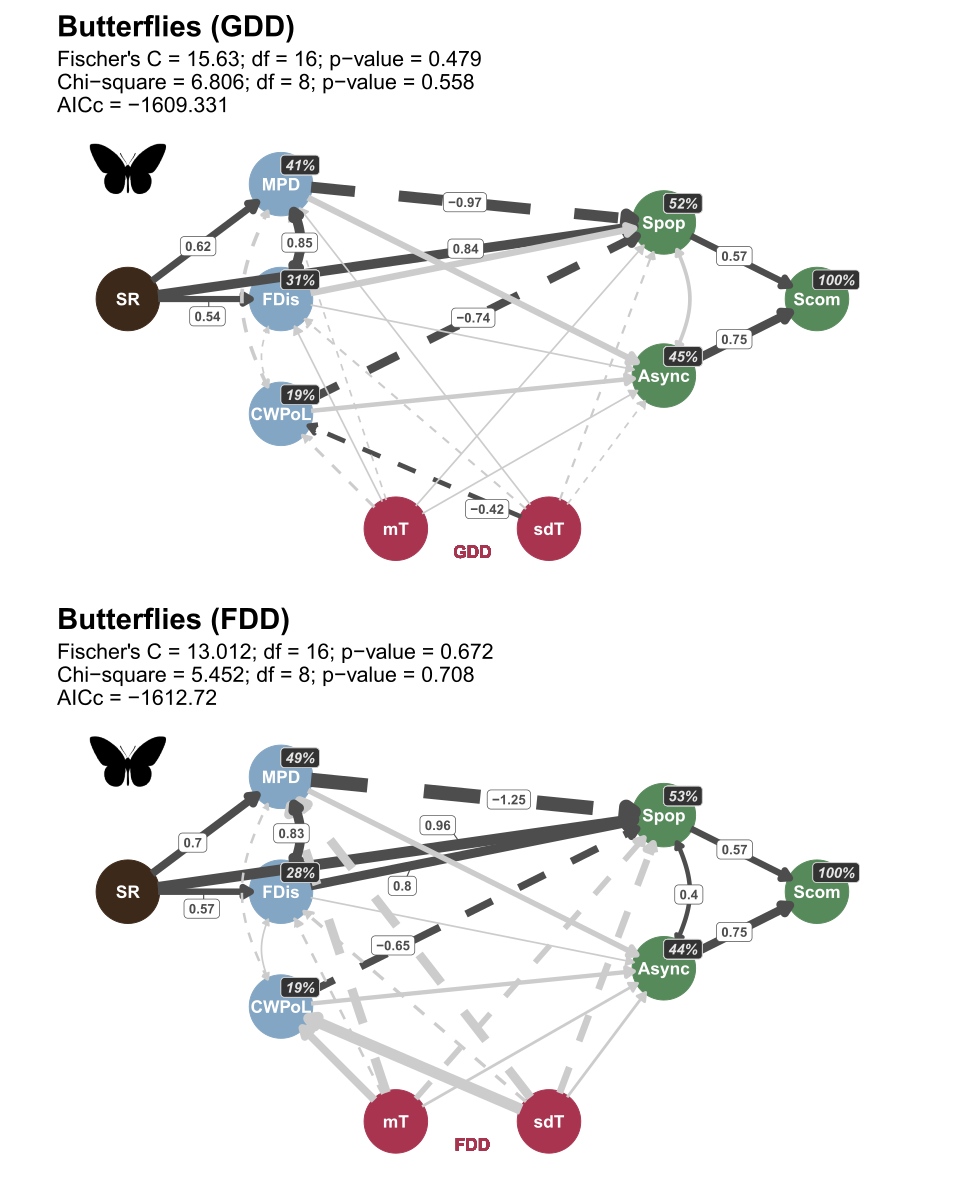 Butterflies (GDD)
Fischer's C = 15.63; df = 16; p−value = 0.479
Chi−square = 6.806; df = 8; p−value = 0.558
AICc = −1609.331
41%
MPD
−0.97
52%
Spop
0.62
0.85
0.84
0.57
31%
100%
SR
FDis
Scom
0.54
−0.74
0.75
45%
Async
19%
CWPoL
−0.42
mT
sdT
GDD
Butterflies (FDD)
Fischer's C = 13.012; df = 16; p−value = 0.672
Chi−square = 5.452; df = 8; p−value = 0.708
AICc = −1612.72
49%
MPD
−1.25
53%
Spop
0.7
0.83
0.96
0.57
28%
100%
SR
FDis
0.8
0.4
Scom
0.57
−0.65
0.75
44%
Async
19%
CWPoL
mT
sdT
FDD